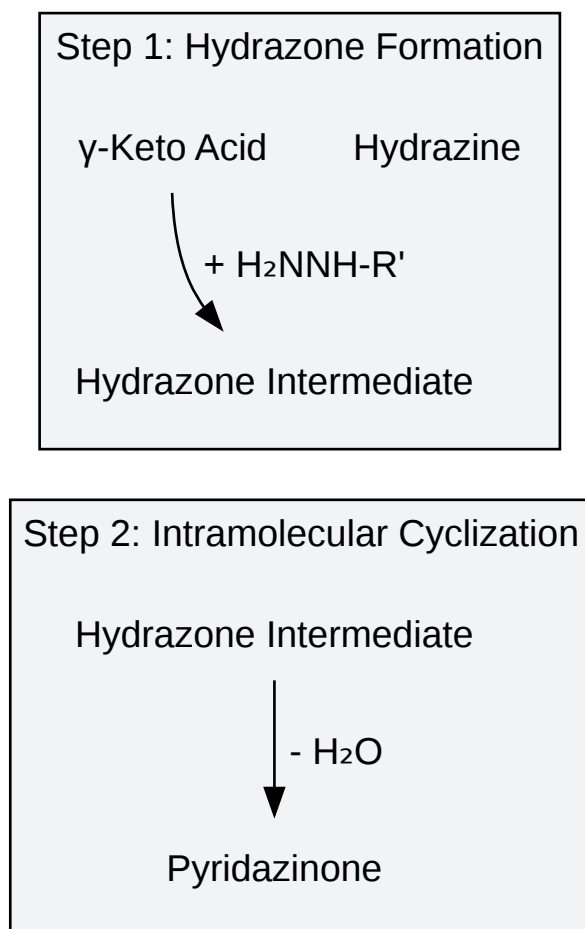 Step 1: Hydrazone Formation
γ-Keto Acid Hydrazine
+ H₂NNH-R'
Hydrazone Intermediate
Step 2: Intramolecular Cyclization
Hydrazone Intermediate
- H₂O
Pyridazinone